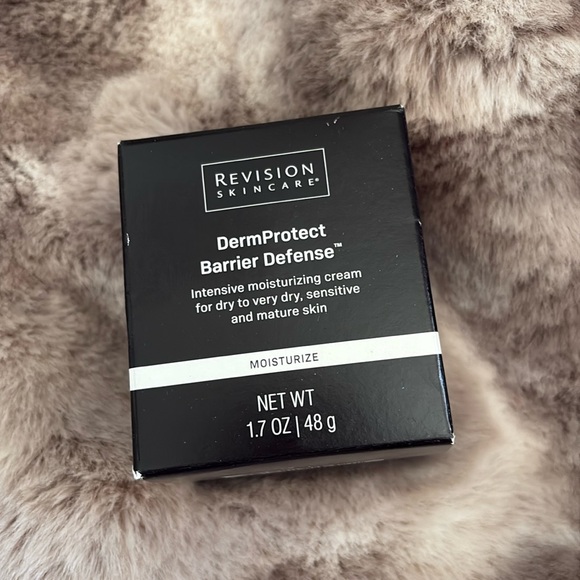 REVISION
SKINCARE®
DermProtect
Barrier Defense™
Intensive moisturizing cream
for dry to very dry, sensitive
and mature skin
MOISTURIZE
NET WT
1.7 OZ | 48 g